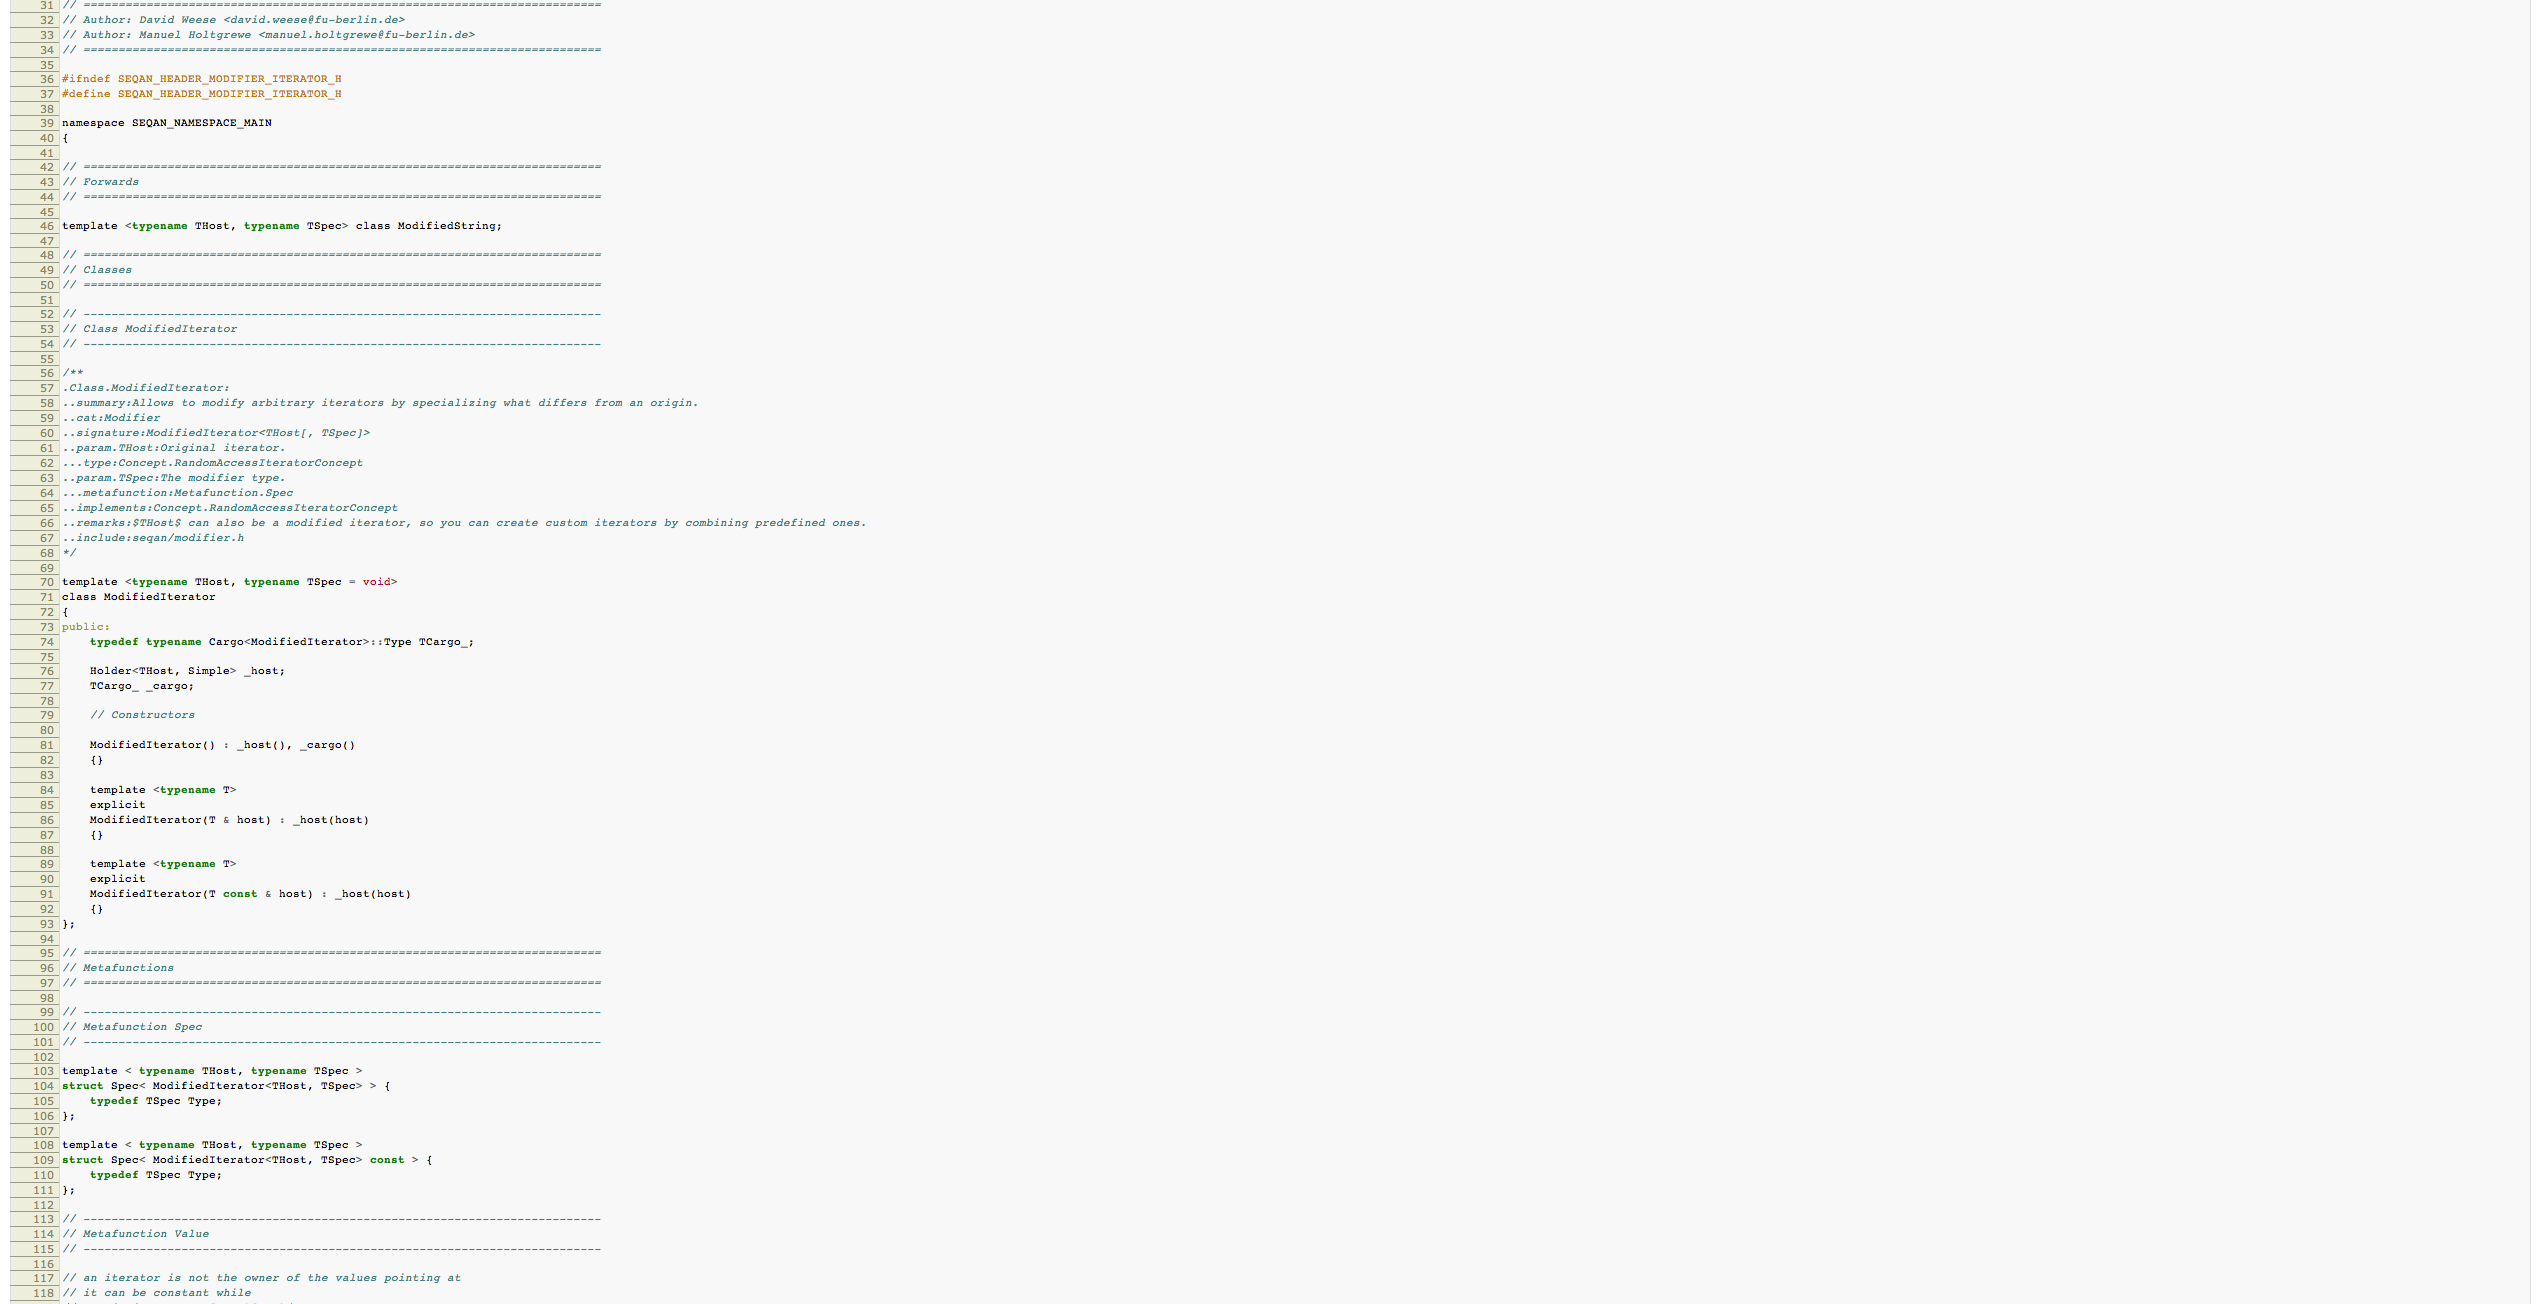 31 // ==========================================================================
32 // Author: David Weese <david.weese@fu-berlin.de>
33 // Author: Manuel Holtgrewe <manuel.holtgrewe@fu-berlin.de>
34 // ==========================================================================
35
36 #ifndef SEQAN_HEADER_MODIFIER_ITERATOR_H
37 #define SEQAN_HEADER_MODIFIER_ITERATOR_H
38
39 namespace SEQAN_NAMESPACE_MAIN
40 {
41
42 // ==========================================================================
43 // Forwards
44 // ==========================================================================
45
46 template <typename THost, typename TSpec> class ModifiedString;
47
48 // ==========================================================================
49 // Classes
50 // ==========================================================================
51
52 // --------------------------------------------------------------------------
53 // Class ModifiedIterator
54 // --------------------------------------------------------------------------
55
56 /**
57 .Class.ModifiedIterator:
58 ..summary:Allows to modify arbitrary iterators by specializing what differs from an origin.
59 ..cat:Modifier
60 ..signature:ModifiedIterator<THost[, TSpec]>
61 ..param.THost:Original iterator.
62 ...type:Concept.RandomAccessIteratorConcept
63 ..param.TSpec:The modifier type.
64 ...metafunction:Metafunction.Spec
65 ..implements:Concept.RandomAccessIteratorConcept
66 ..remarks:$THost$ can also be a modified iterator, so you can create custom iterators by combining predefined ones.
67 ..include:seqan/modifier.h
68 */
69
70 template <typename THost, typename TSpec = void>
71 class ModifiedIterator
72 {
73 public:
74     typedef typename Cargo<ModifiedIterator>::Type TCargo_;
75
76     Holder<THost, Simple> _host;
77     TCargo_ _cargo;
78
79     // Constructors
80
81     ModifiedIterator() : _host(), _cargo()
82     {}
83
84     template <typename T>
85     explicit
86     ModifiedIterator(T & host) : _host(host)
87     {}
88
89     template <typename T>
90     explicit
91     ModifiedIterator(T const & host) : _host(host)
92     {}
93 };
94
95 // ==========================================================================
96 // Metafunctions
97 // ==========================================================================
98
99 // --------------------------------------------------------------------------
100 // Metafunction Spec
101 // --------------------------------------------------------------------------
102
103 template < typename THost, typename TSpec >
104 struct Spec< ModifiedIterator<THost, TSpec> > {
105     typedef TSpec Type;
106 };
107
108 template < typename THost, typename TSpec >
109 struct Spec< ModifiedIterator<THost, TSpec> const > {
110     typedef TSpec Type;
111 };
112
113 // --------------------------------------------------------------------------
114 // Metafunction Value
115 // --------------------------------------------------------------------------
116
117 // an iterator is not the owner of the values pointing at
118 // it can be constant while